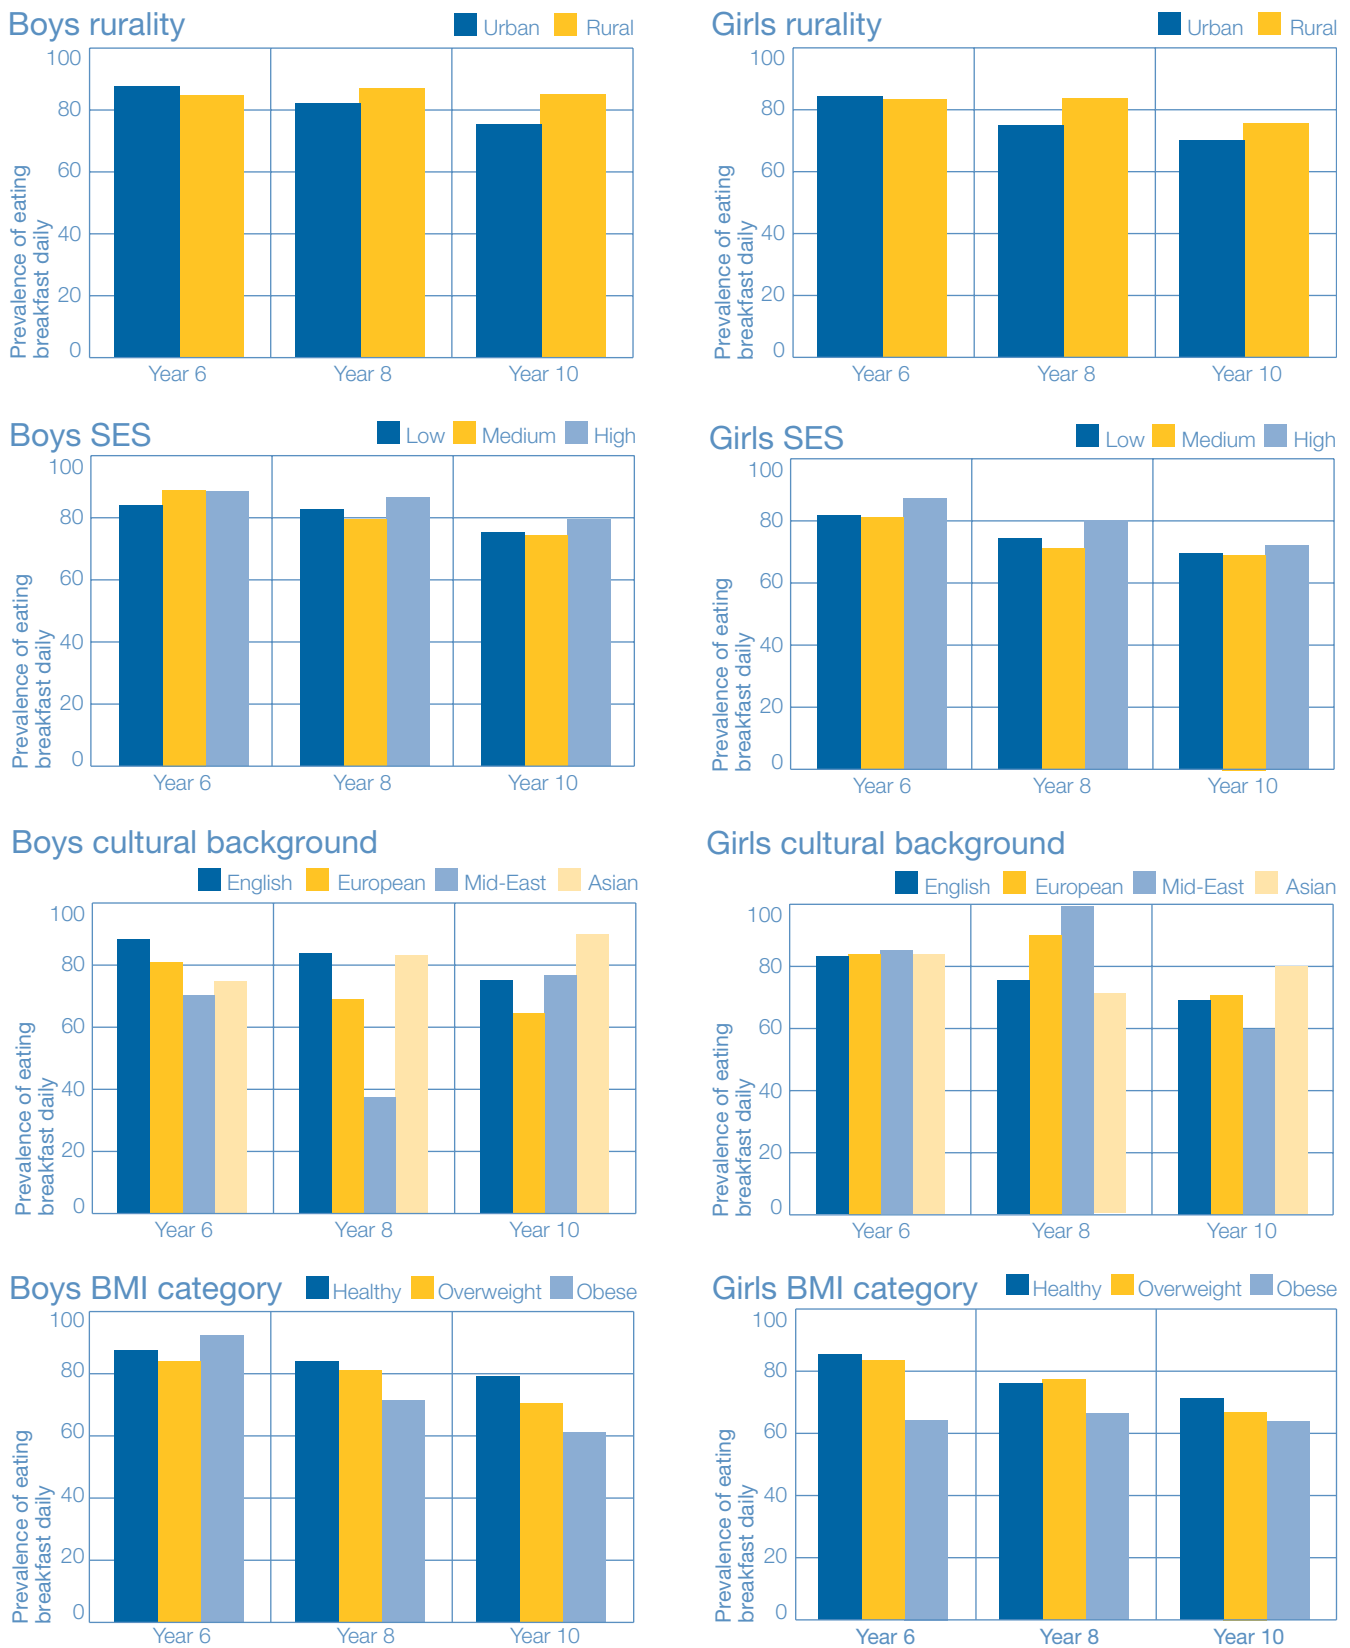 Boys rurality
Urban Rural
100
80
60
40
20
0
Prevalence of eating
breakfast daily
Year 6 Year 8 Year 10
Girls rurality
Urban Rural
100
80
60
40
20
0
Prevalence of eating
breakfast daily
Year 6 Year 8 Year 10
Boys SES
Low Medium High
100
80
60
40
20
0
Prevalence of eating
breakfast daily
Year 6 Year 8 Year 10
Girls SES
Low Medium High
100
80
60
40
20
0
Prevalence of eating
breakfast daily
Year 6 Year 8 Year 10
Boys cultural background
English European Mid-East Asian
100
80
60
40
20
0
Prevalence of eating
breakfast daily
Year 6 Year 8 Year 10
Girls cultural background
English European Mid-East Asian
100
80
60
40
20
0
Prevalence of eating
breakfast daily
Year 6 Year 8 Year 10
Boys BMI category
Healthy Overweight Obese
100
80
60
40
20
0
Prevalence of eating
breakfast daily
Year 6 Year 8 Year 10
Girls BMI category
Healthy Overweight Obese
100
80
60
40
20
0
Prevalence of eating
breakfast daily
Year 6 Year 8 Year 10